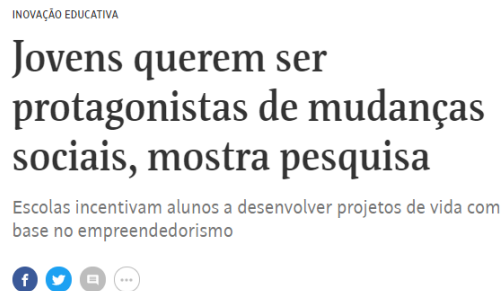 INOVAÇÃO EDUCATIVA
Jovens querem ser
protagonistas de mudanças
sociais, mostra pesquisa
Escolas incentivam alunos a desenvolver projetos de vida com
base no empreendedorismo